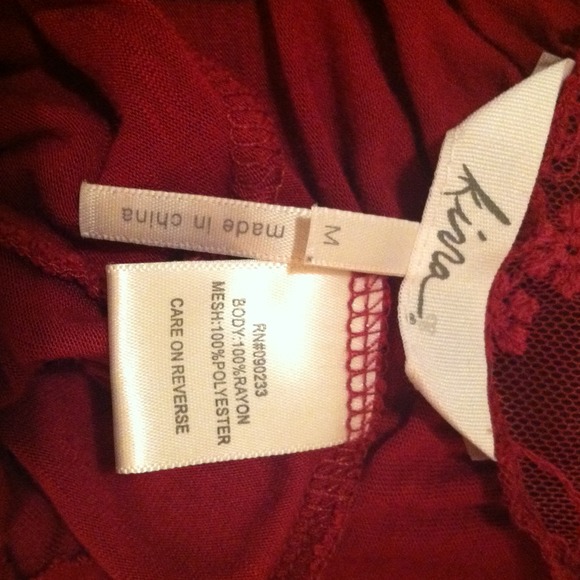 Kirra
®
M
made in china
RN#090233
BODY:100%RAYON
MESH:100%POLYESTER
CARE ON REVERSE